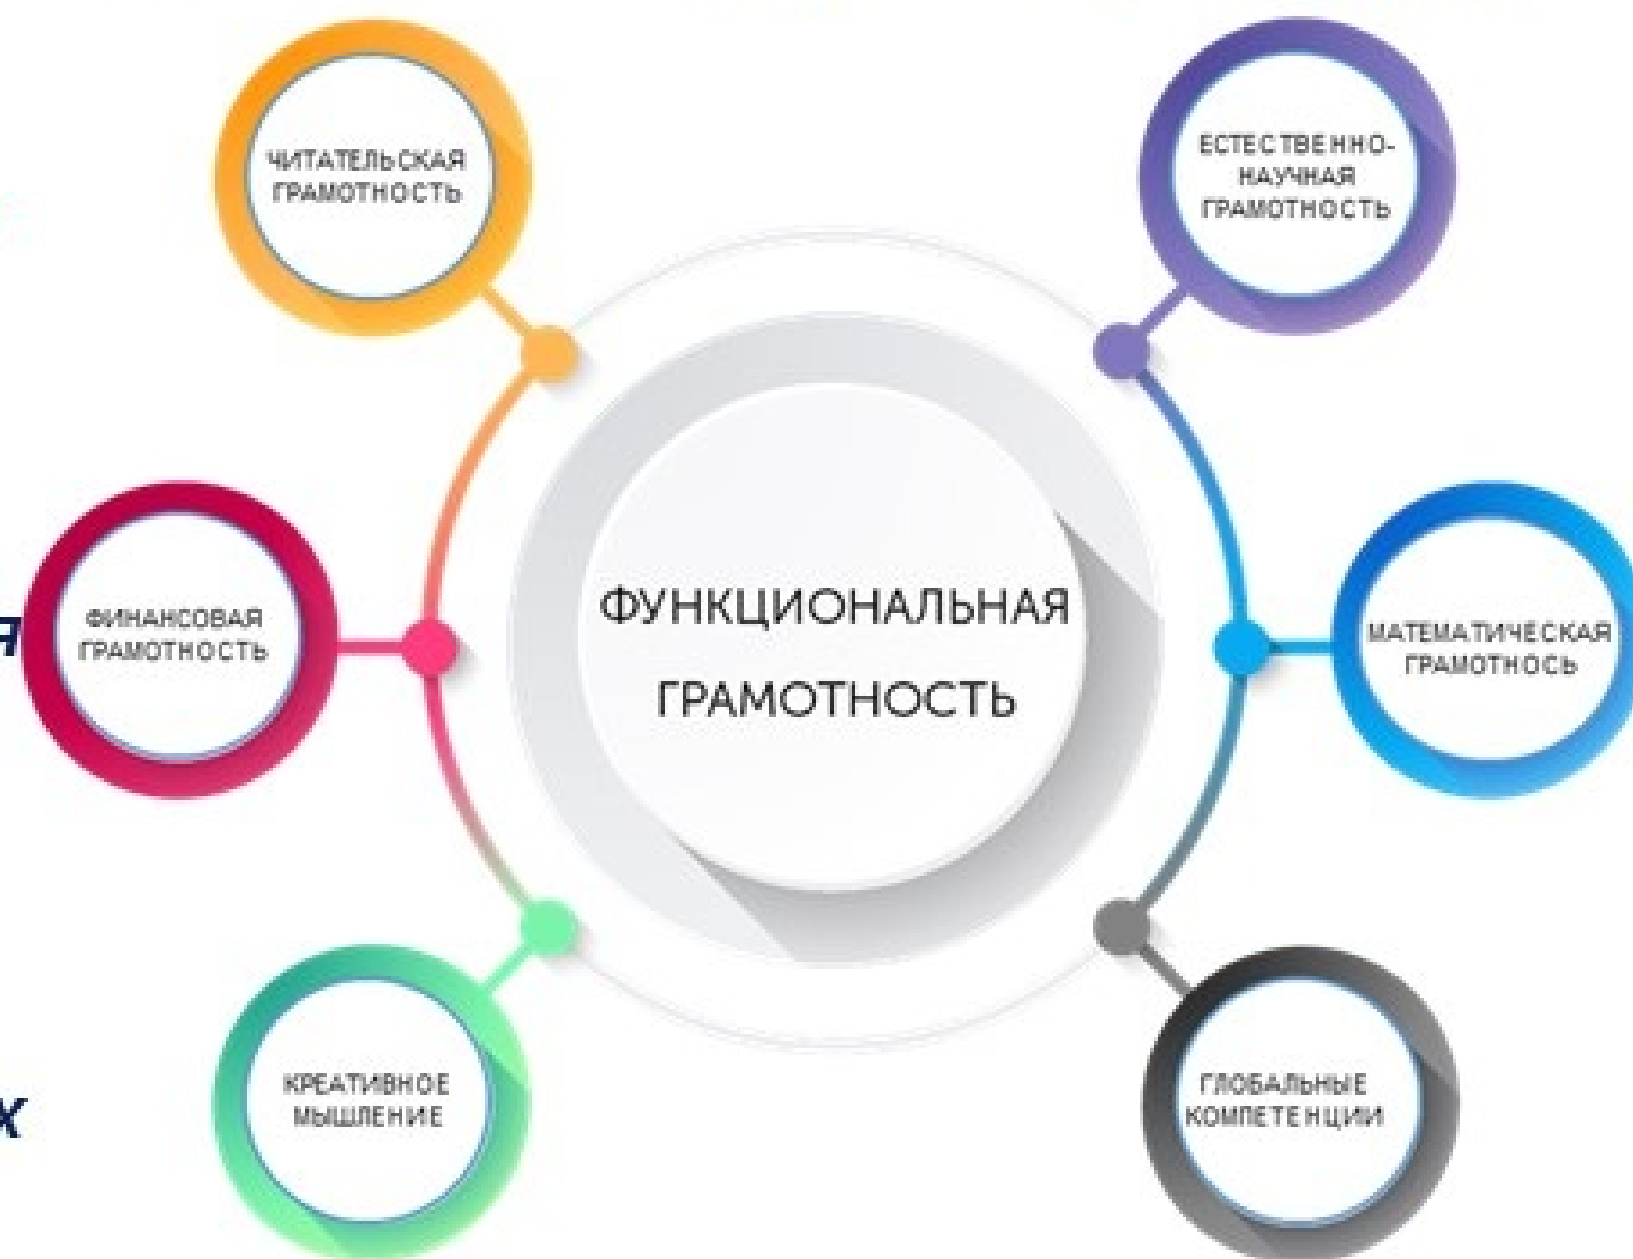 ЧИТАТЕЛЬСКАЯ
ГРАМОТНОСТЬ
ЕСТЕСТВЕННО-
НАУЧНАЯ
ГРАМОТНОСТЬ
ФУНКЦИОНАЛЬНАЯ
ГРАМОТНОСТЬ
Я
ФИНАНСОВАЯ
ГРАМОТНОСТЬ
МАТЕМАТИЧЕСКАЯ
ГРАМОТНОСЬ
Х
КРЕАТИВНОЕ
МЫШЛЕНИЕ
ГЛОБАЛЬНЫЕ
КОМПЕТЕНЦИИ